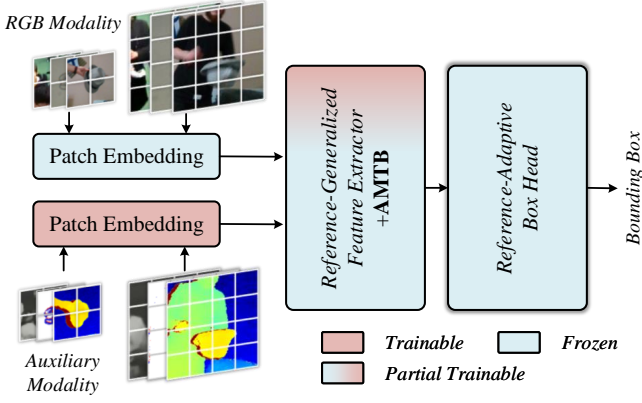 RGB Modality
Patch Embedding
Patch Embedding
Auxiliary
Modality
Reference-Generalized
Feature Extractor
+AMTB
Reference-Adaptive
Box Head
Bounding Box
Trainable
Frozen
Partial Trainable